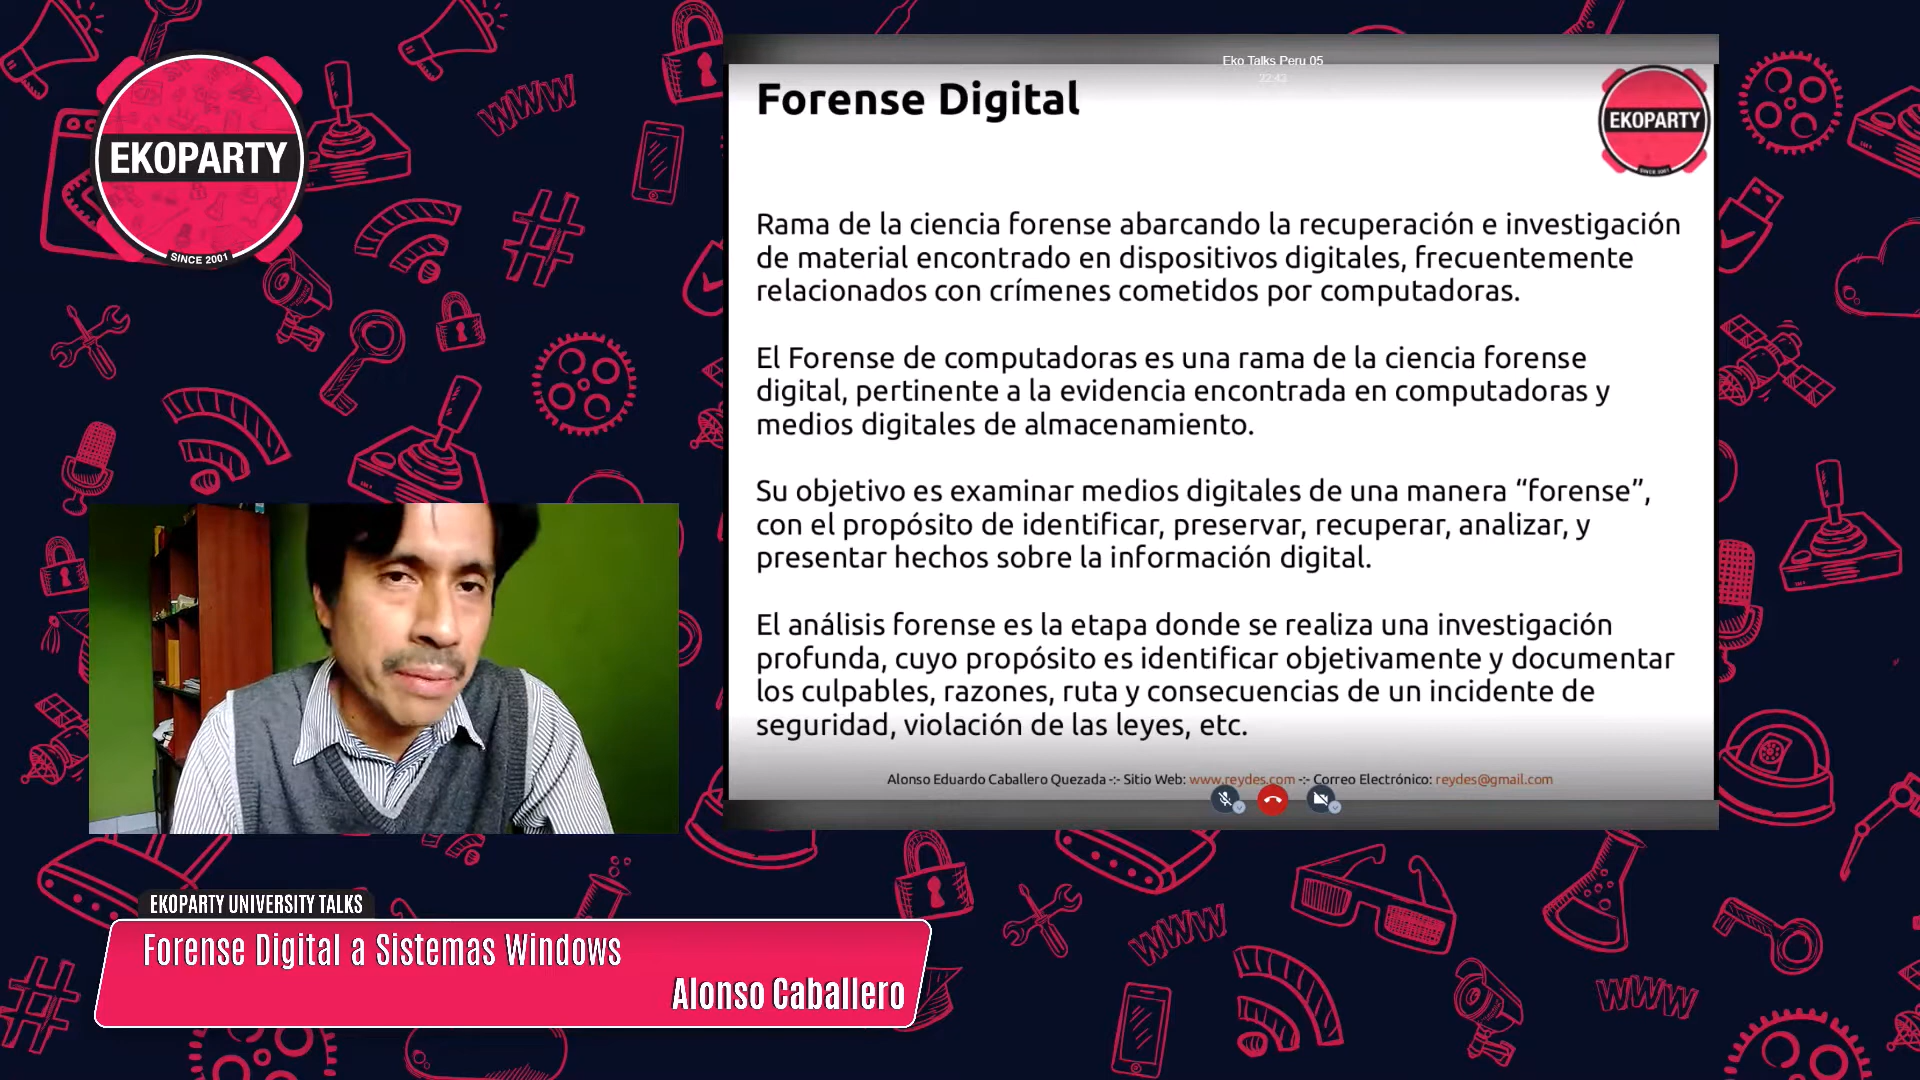 EKOPARTY
SINCE 2001
Eko Talks Peru 05
22:43
Forense Digital
EKOPARTY
SINCE 2001
Rama de la ciencia forense abarcando la recuperación e investigación
de material encontrado en dispositivos digitales, frecuentemente
relacionados con crímenes cometidos por computadoras.
El Forense de computadoras es una rama de la ciencia forense
digital, pertinente a la evidencia encontrada en computadoras y
medios digitales de almacenamiento.
Su objetivo es examinar medios digitales de una manera “forense”,
con el propósito de identificar, preservar, recuperar, analizar, y
presentar hechos sobre la información digital.
El análisis forense es la etapa donde se realiza una investigación
profunda, cuyo propósito es identificar objetivamente y documentar
los culpables, razones, ruta y consecuencias de un incidente de
seguridad, violación de las leyes, etc.
Alonso Eduardo Caballero Quezada -:- Sitio Web: www.reydes.com -:- Correo Electrónico: reydes@gmail.com
EKOPARTY UNIVERSITY TALKS
Forense Digital a Sistemas Windows
Alonso Caballero
WWW
WWW
WWW
#
#